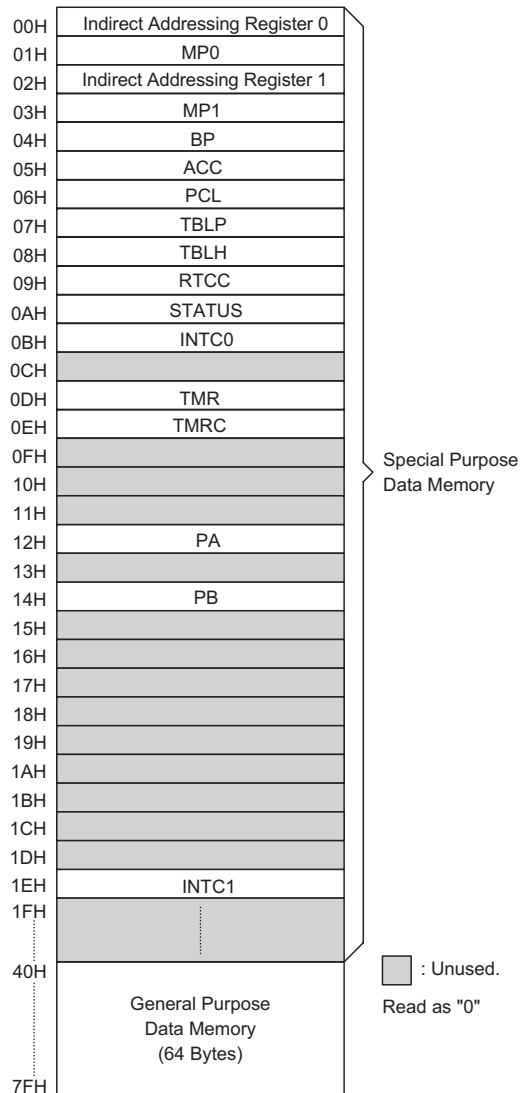 00H Indirect Addressing Register 0
01H MP0
02H Indirect Addressing Register 1
03H MP1
04H BP
05H ACC
06H PCL
07H TBLP
08H TBLH
09H RTCC
0AH STATUS
0BH INTC0
0CH
0DH TMR
0EH TMRC
0FH
10H
11H
12H PA
13H
14H PB
15H
16H
17H
18H
19H
1AH
1BH
1CH
1DH
1EH INTC1
1FH
40H
7FH
Special Purpose
Data Memory
General Purpose
Data Memory
(64 Bytes)
: Unused.
Read as "0"